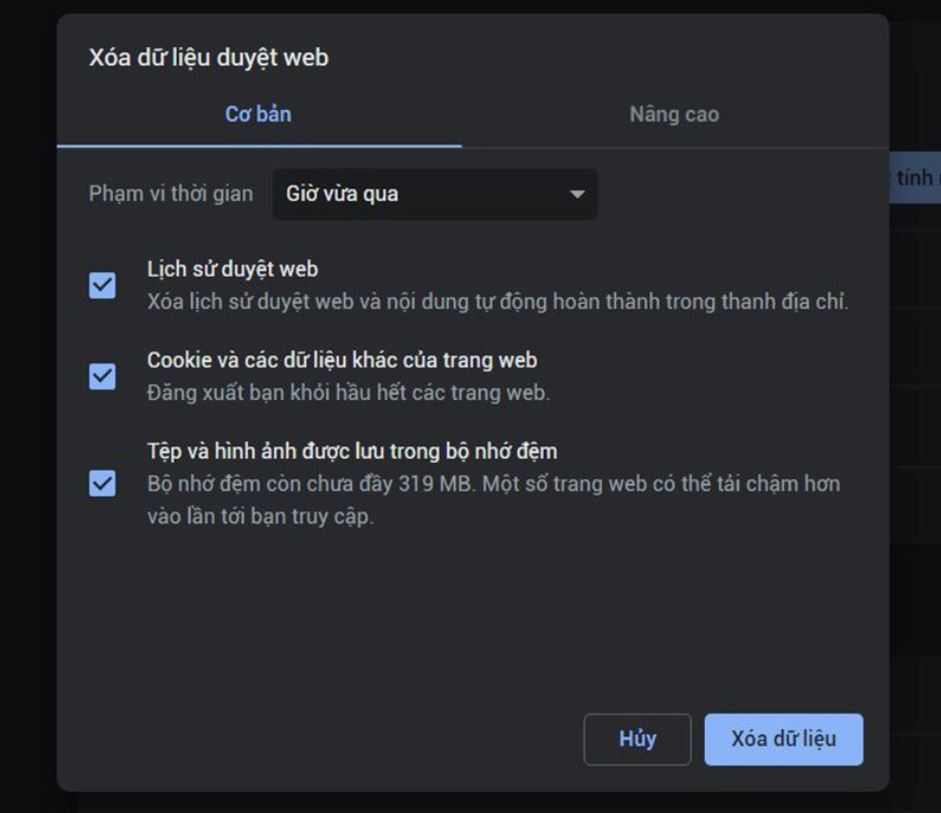 Xóa dữ liệu duyệt web
Cơ bản
Nâng cao
Phạm vi thời gian
Giờ vừa qua
tính
Lịch sử duyệt web
Xóa lịch sử duyệt web và nội dung tự động hoàn thành trong thanh địa chỉ.
Cookie và các dữ liệu khác của trang web
Đăng xuất bạn khỏi hầu hết các trang web.
Tệp và hình ảnh được lưu trong bộ nhớ đệm
Bộ nhớ đệm còn chưa đầy 319 MB. Một số trang web có thể tải chậm hơn
vào lần tới bạn truy cập.
Hủy
Xóa dữ liệu